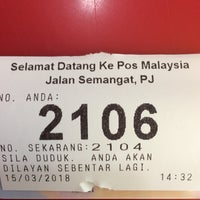 Selamat Datang Ke Pos Malaysia
Jalan Semangat, PJ
NO. ANDA:
2106
NO. SEKARANG:2104
SILA DUDUK. ANDA AKAN
DILAYAN SEBENTAR LAGI.
15/03/2018 14:32